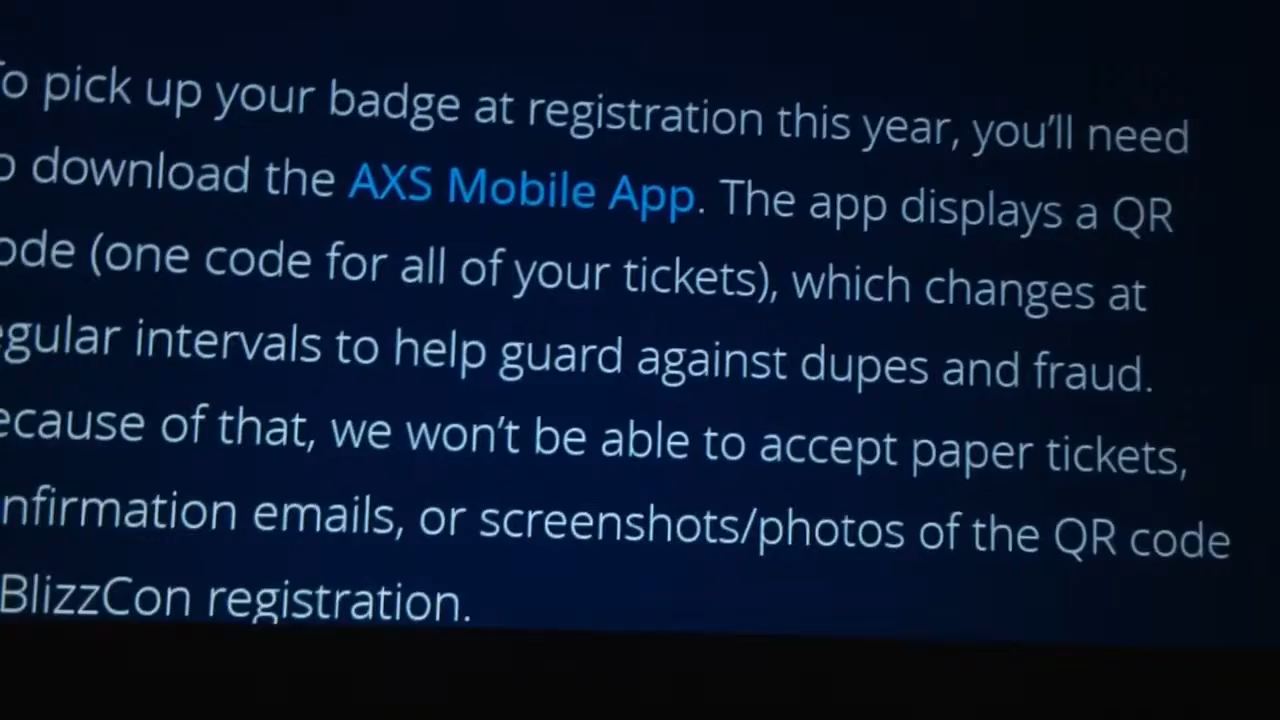 To pick up your badge at registration this year, you'll need
o download the AXS Mobile App. The app displays a QR
ode (one code for all of your tickets), which changes at
egular intervals to help guard against dupes and fraud.
ecause of that, we won't be able to accept paper tickets,
nfirmation emails, or screenshots/photos of the QR code
BlizzCon registration.